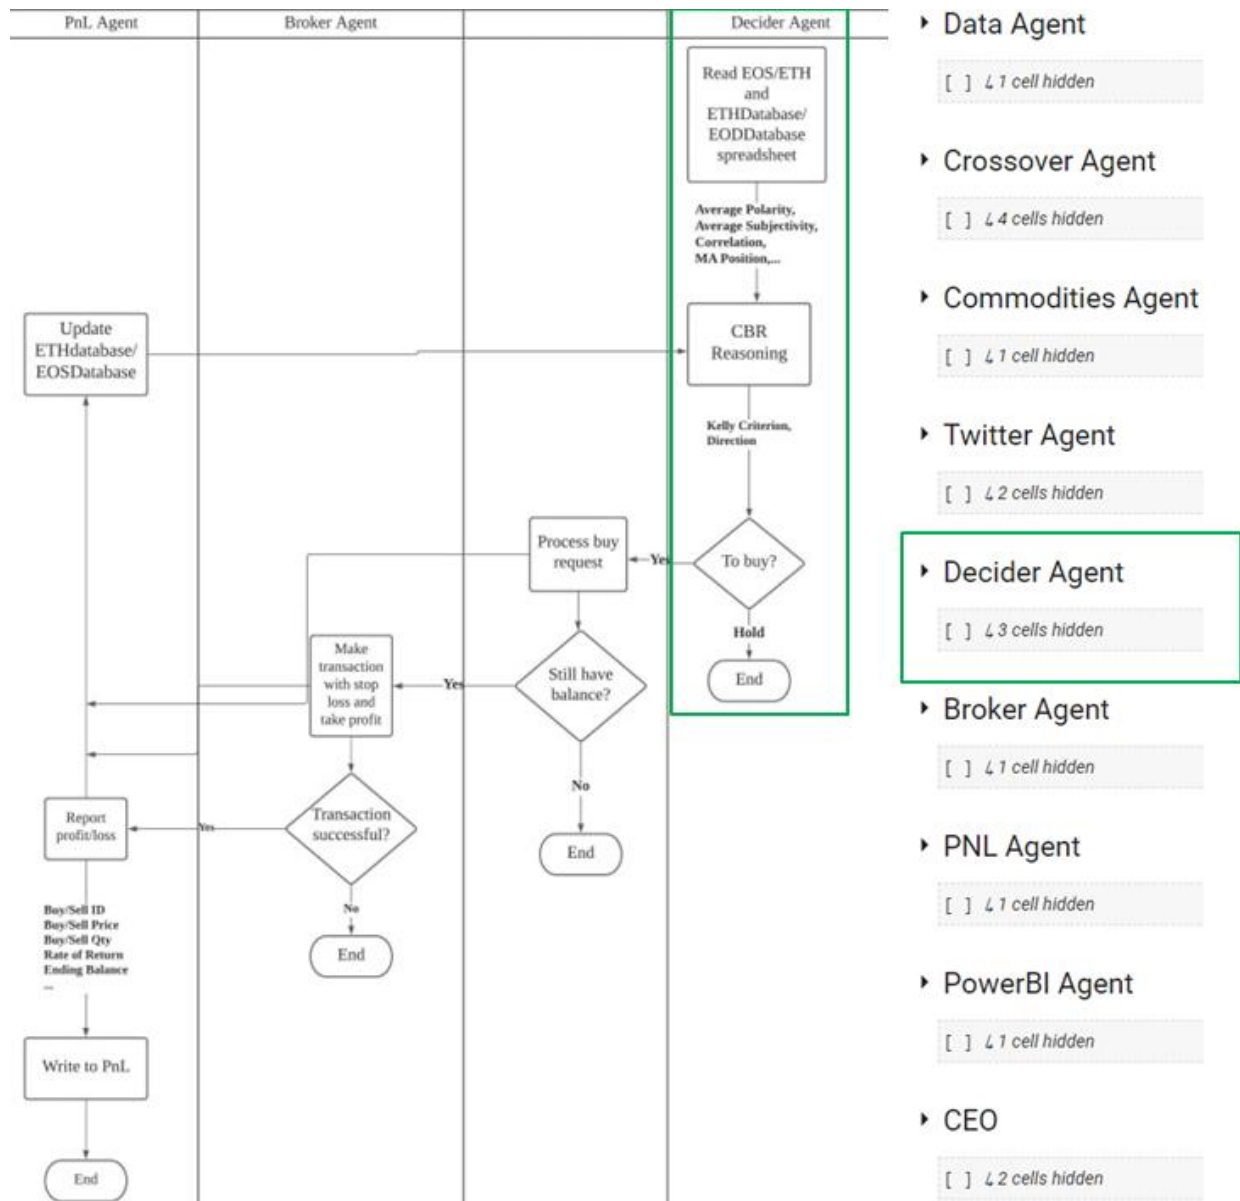 PnL Agent
Broker Agent
Decider Agent
Read EOS/ETH
and
ETHDatabase/
EODDatabase
spreadsheet
Average Polarity,
Average Subjectivity,
Correlation,
MA Position,...
Update
ETHdatabase/
EOSDatabase
CBR
Reasoning
Kelly Criterion,
Direction
Process buy
request
Yes
To buy?
Hold
End
Make
transaction
with stop
loss and
take profit
Yes
Still have
balance?
No
End
Report
profit/loss
Yes
Transaction
successful?
No
End
Buy/Sell ID
Buy/Sell Price
Buy/Sell Qty
Rate of Return
Ending Balance
...
Write to PnL
End
Data Agent
[ ] ↳ 1 cell hidden
Crossover Agent
[ ] ↳ 4 cells hidden
Commodities Agent
[ ] ↳ 1 cell hidden
Twitter Agent
[ ] ↳ 2 cells hidden
Decider Agent
[ ] ↳ 3 cells hidden
Broker Agent
[ ] ↳ 1 cell hidden
PNL Agent
[ ] ↳ 1 cell hidden
PowerBI Agent
[ ] ↳ 1 cell hidden
CEO
[ ] ↳ 2 cells hidden